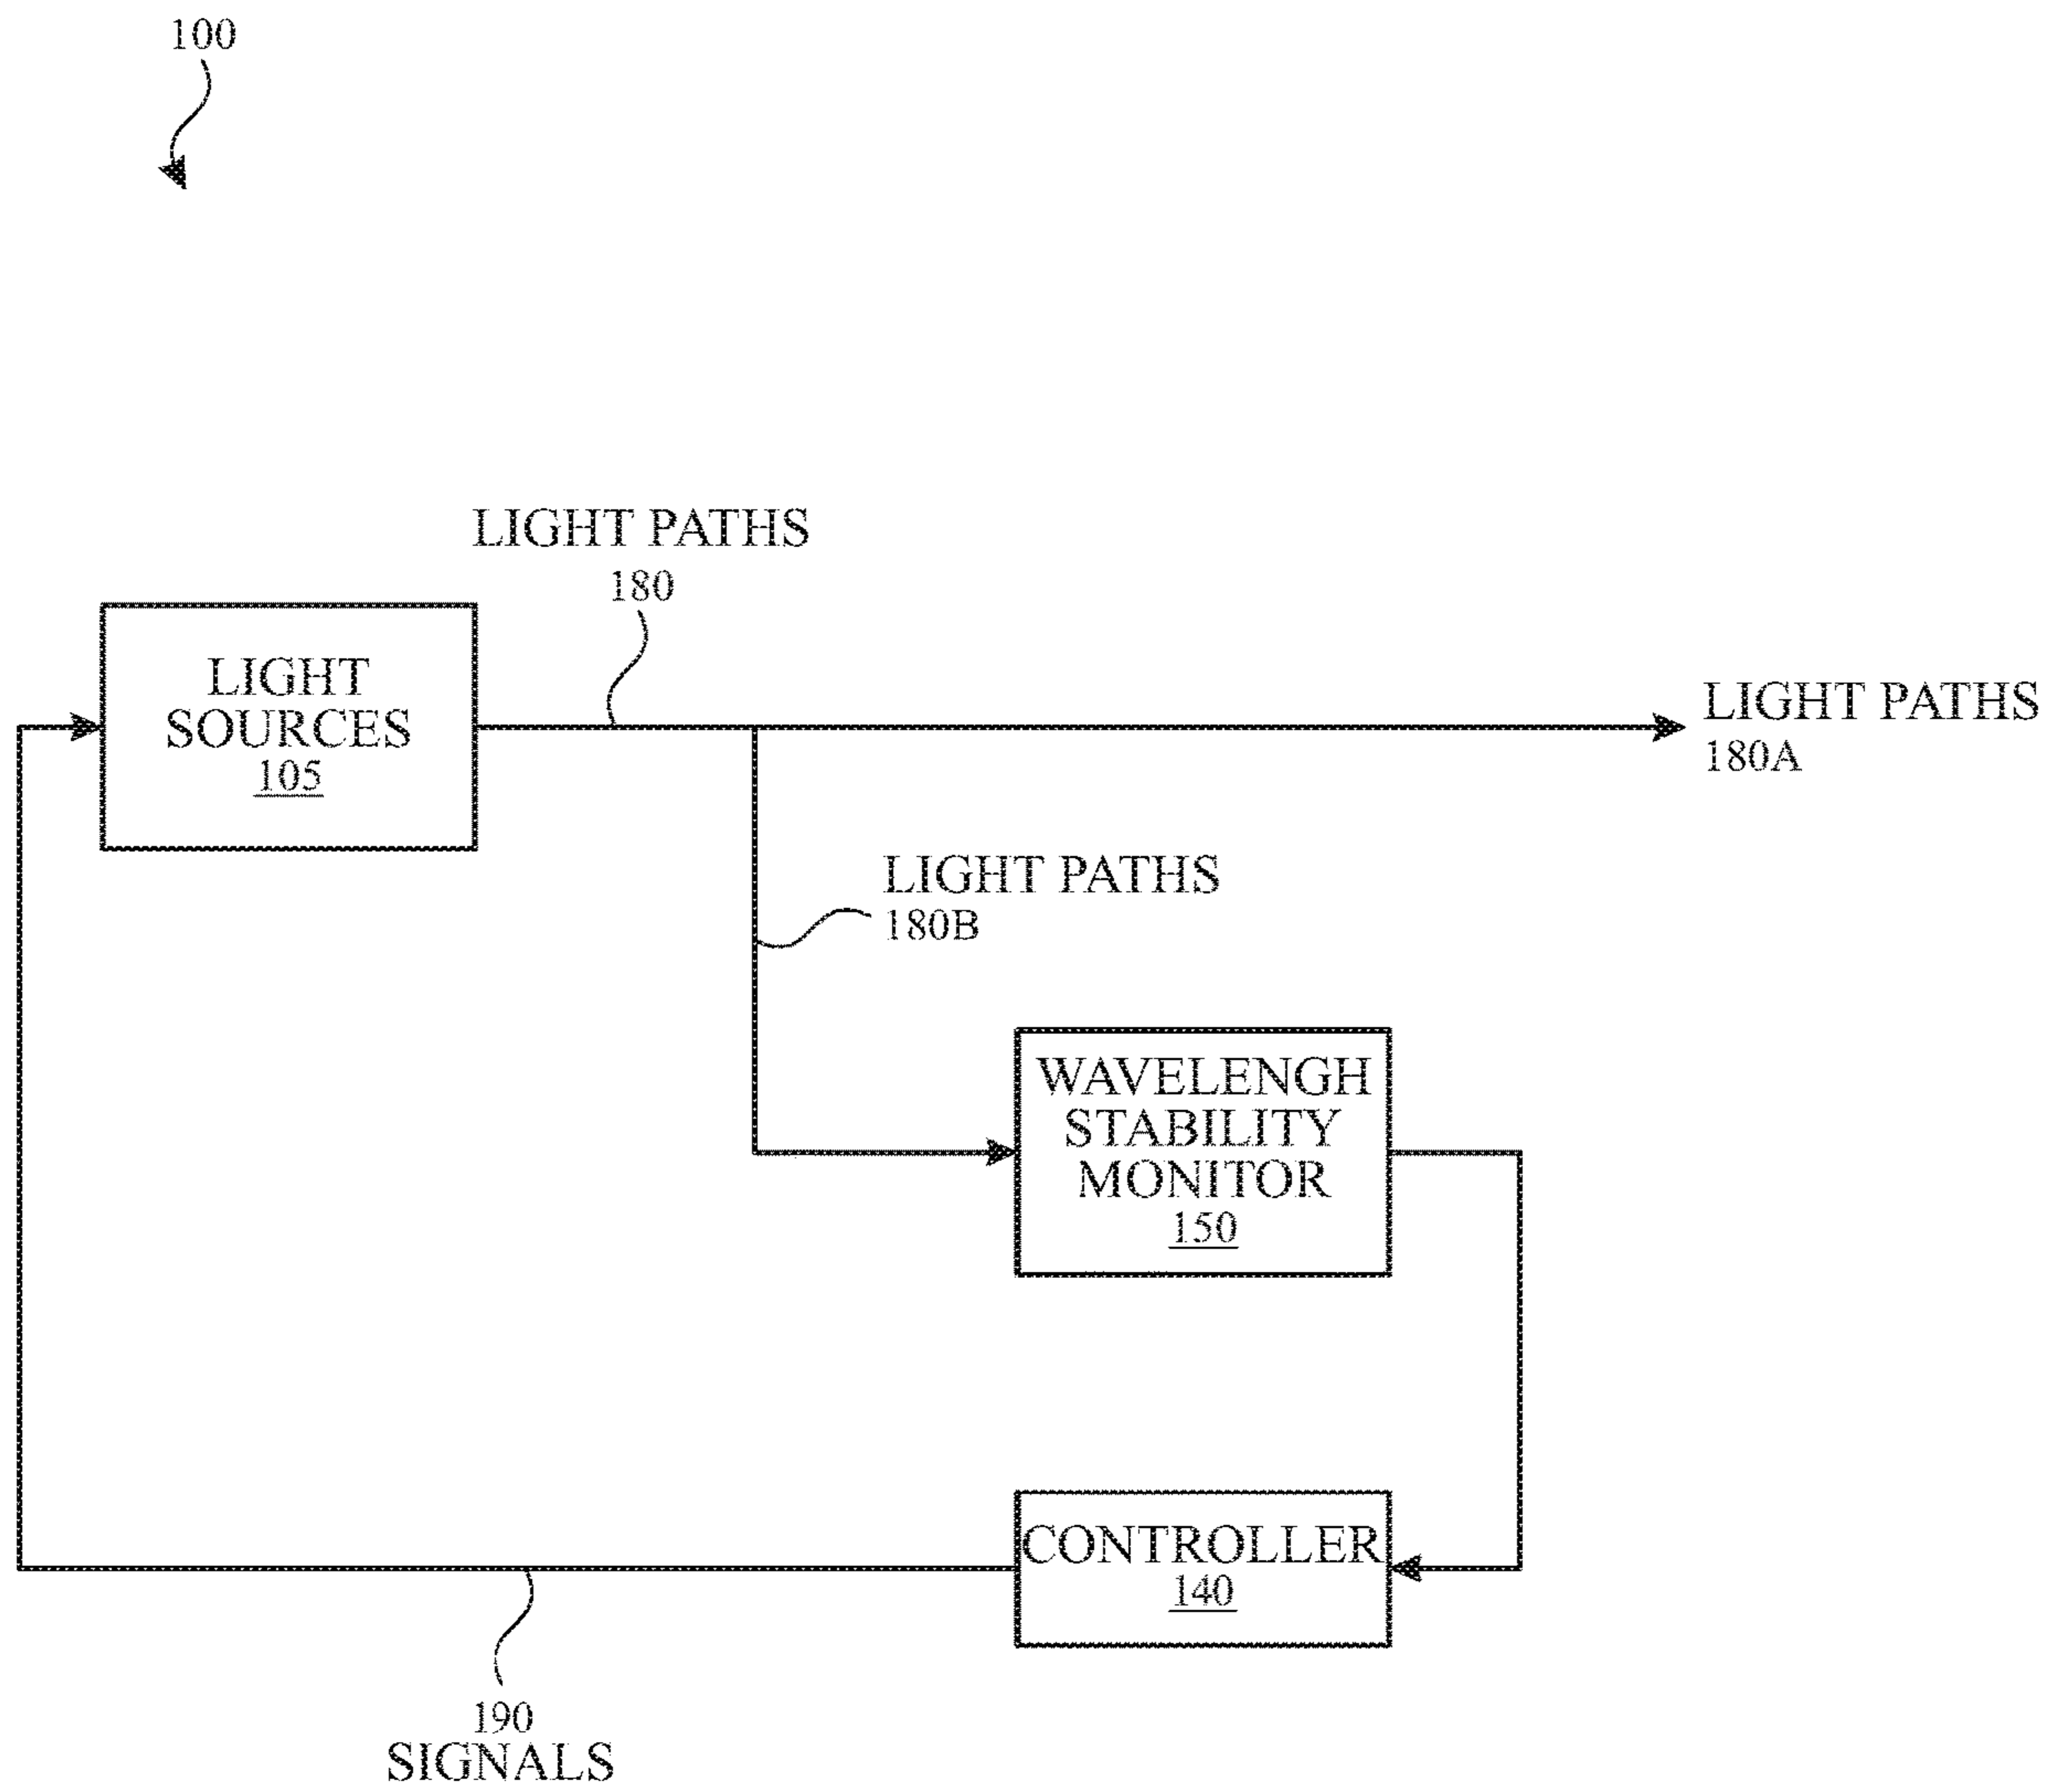 100
LIGHT PATHS
180
LIGHT
SOURCES
105
LIGHT PATHS
180A
LIGHT PATHS
180B
WAVELENGH
STABILITY
MONITOR
150
CONTROLLER
140
190
SIGNALS